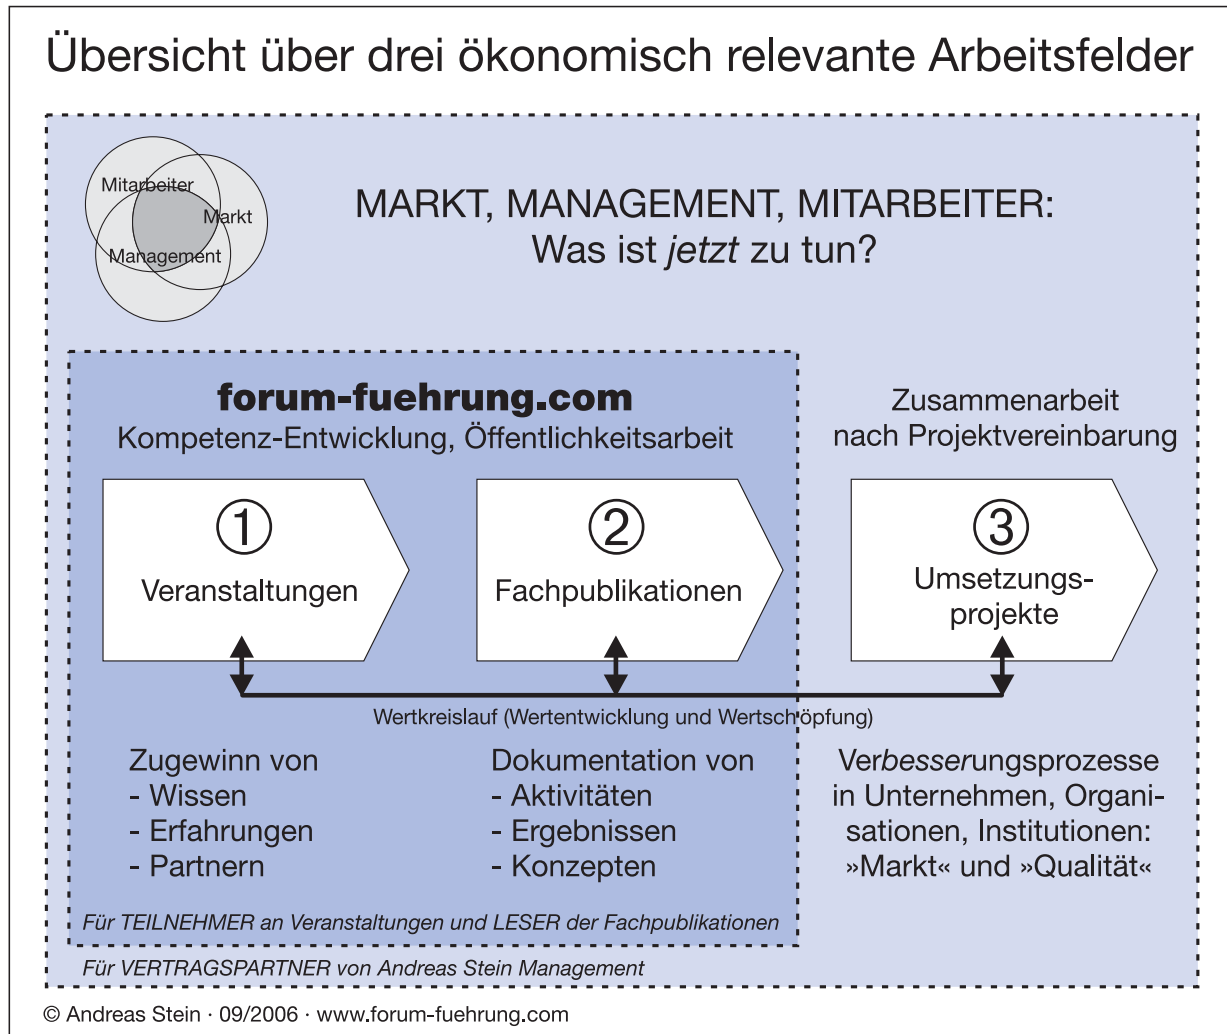 Übersicht über drei ökonomisch relevante Arbeitsfelder
Mitarbeiter
Markt
Management
MARKT, MANAGEMENT, MITARBEITER:
Was ist jetzt zu tun?
forum-fuehrung.com
Kompetenz-Entwicklung, Öffentlichkeitsarbeit
Zusammenarbeit
nach Projektvereinbarung
1
Veranstaltungen
2
Fachpublikationen
3
Umsetzungs-
projekte
Wertkreislauf (Wertentwicklung und Wertschöpfung)
Zugewinn von
- Wissen
- Erfahrungen
- Partnern
Dokumentation von
- Aktivitäten
- Ergebnissen
- Konzepten
Verbesserungsprozesse
in Unternehmen, Organi-
sationen, Institutionen:
»Markt« und »Qualität«
Für TEILNEHMER an Veranstaltungen und LESER der Fachpublikationen
Für VERTRAGSPARTNER von Andreas Stein Management
© Andreas Stein · 09/2006 · www.forum-fuehrung.com